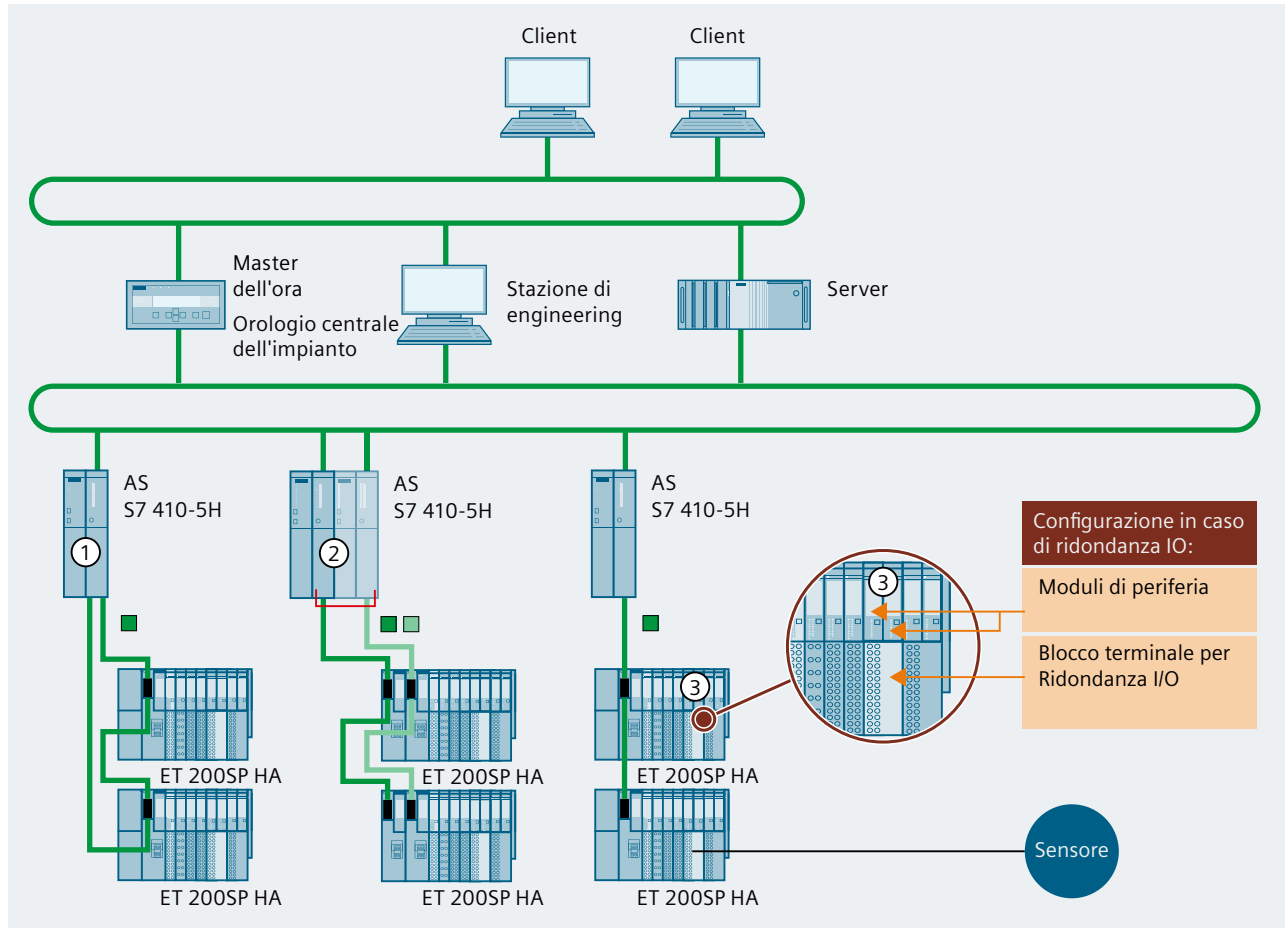 Client
Client
Master
dell'ora
Orologio centrale
dell'impianto
Stazione di
engineering
Server
AS
S7 410-5H
AS
S7 410-5H
AS
S7 410-5H
1
2
3
3
Configurazione in caso
di ridondanza IO:
Moduli di periferia
Blocco terminale per
Ridondanza I/O
ET 200SP HA
ET 200SP HA
ET 200SP HA
Sensore
ET 200SP HA
ET 200SP HA
ET 200SP HA